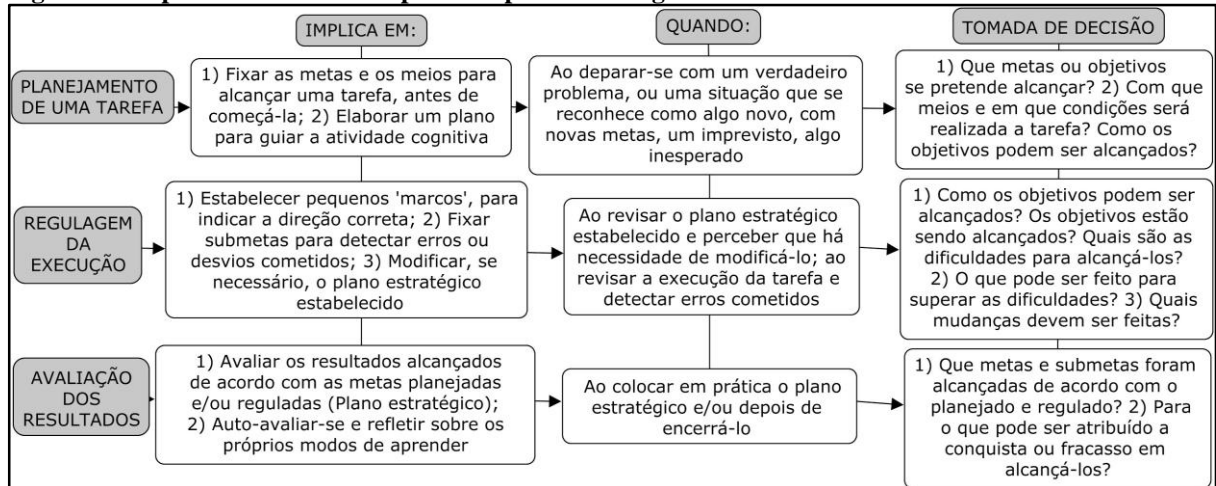 IMPLICA EM:
QUANDO:
TOMADA DE DECISÃO
PLANEJAMENTO
DE UMA TAREFA
1) Fixar as metas e os meios para
alcançar uma tarefa, antes de
começá-la; 2) Elaborar um plano
para guiar a atividade cognitiva
Ao deparar-se com um verdadeiro
problema, ou uma situação que se
reconhece como algo novo, com
novas metas, um imprevisto, algo
inesperado
1) Que metas ou objetivos
se pretende alcançar? 2) Com que
meios e em que condições será
realizada a tarefa? Como os
objetivos podem ser alcançados?
REGULAGEM
DA
EXECUÇÃO
1) Estabelecer pequenos 'marcos', para
indicar a direção correta; 2) Fixar
submetas para detectar erros ou
desvios cometidos; 3) Modificar, se
necessário, o plano estratégico
estabelecido
Ao revisar o plano estratégico
estabelecido e perceber que há
necessidade de modificá-lo; ao
revisar a execução da tarefa e
detectar erros cometidos
1) Como os objetivos podem ser
alcançados? Os objetivos estão
sendo alcançados? Quais são as
dificuldades para alcançá-los?
2) O que pode ser feito para
superar as dificuldades? 3) Quais
mudanças devem ser feitas?
AVALIAÇÃO
DOS
RESULTADOS
1) Avaliar os resultados alcançados
de acordo com as metas planejadas
e/ou reguladas (Plano estratégico);
2) Auto-avaliar-se e refletir sobre os
próprios modos de aprender
Ao colocar em prática o plano
estratégico e/ou depois de
encerrá-lo
1) Que metas e submetas foram
alcançadas de acordo com o
planejado e regulado? 2) Para
o que pode ser atribuído a
conquista ou fracasso em
alcançá-los?